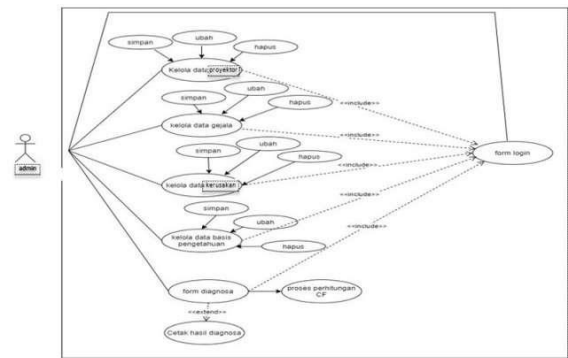 ubah
simpan
hapus
Kelola data proyektor
ubah
simpan
hapus
<<include>>
kelola data gejala
<<include>>
ubah
simpan
form login
hapus
<<include>>
kelola data kerusakan
admin
<<include>>
simpan
ubah
<<include>>
kelola data basis
pengetahuan
hapus
form diagnosa
proses perhitungan
CF
<<extend>>
Cetak hasil diagnosa